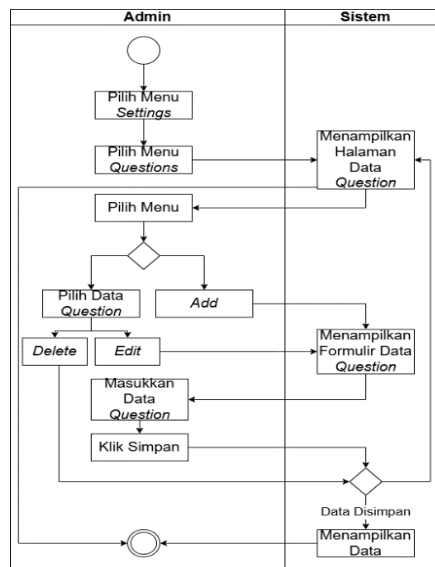 Admin
Sistem
Pilih Menu
Settings
Pilih Menu
Questions
Menampilkan
Halaman
Data
Question
Pilih Menu
Pilih Data
Question
Add
Delete
Edit
Menampilkan
Formulir Data
Question
Masukkan
Data
Question
Klik Simpan
Data Disimpan
Menampilkan
Data